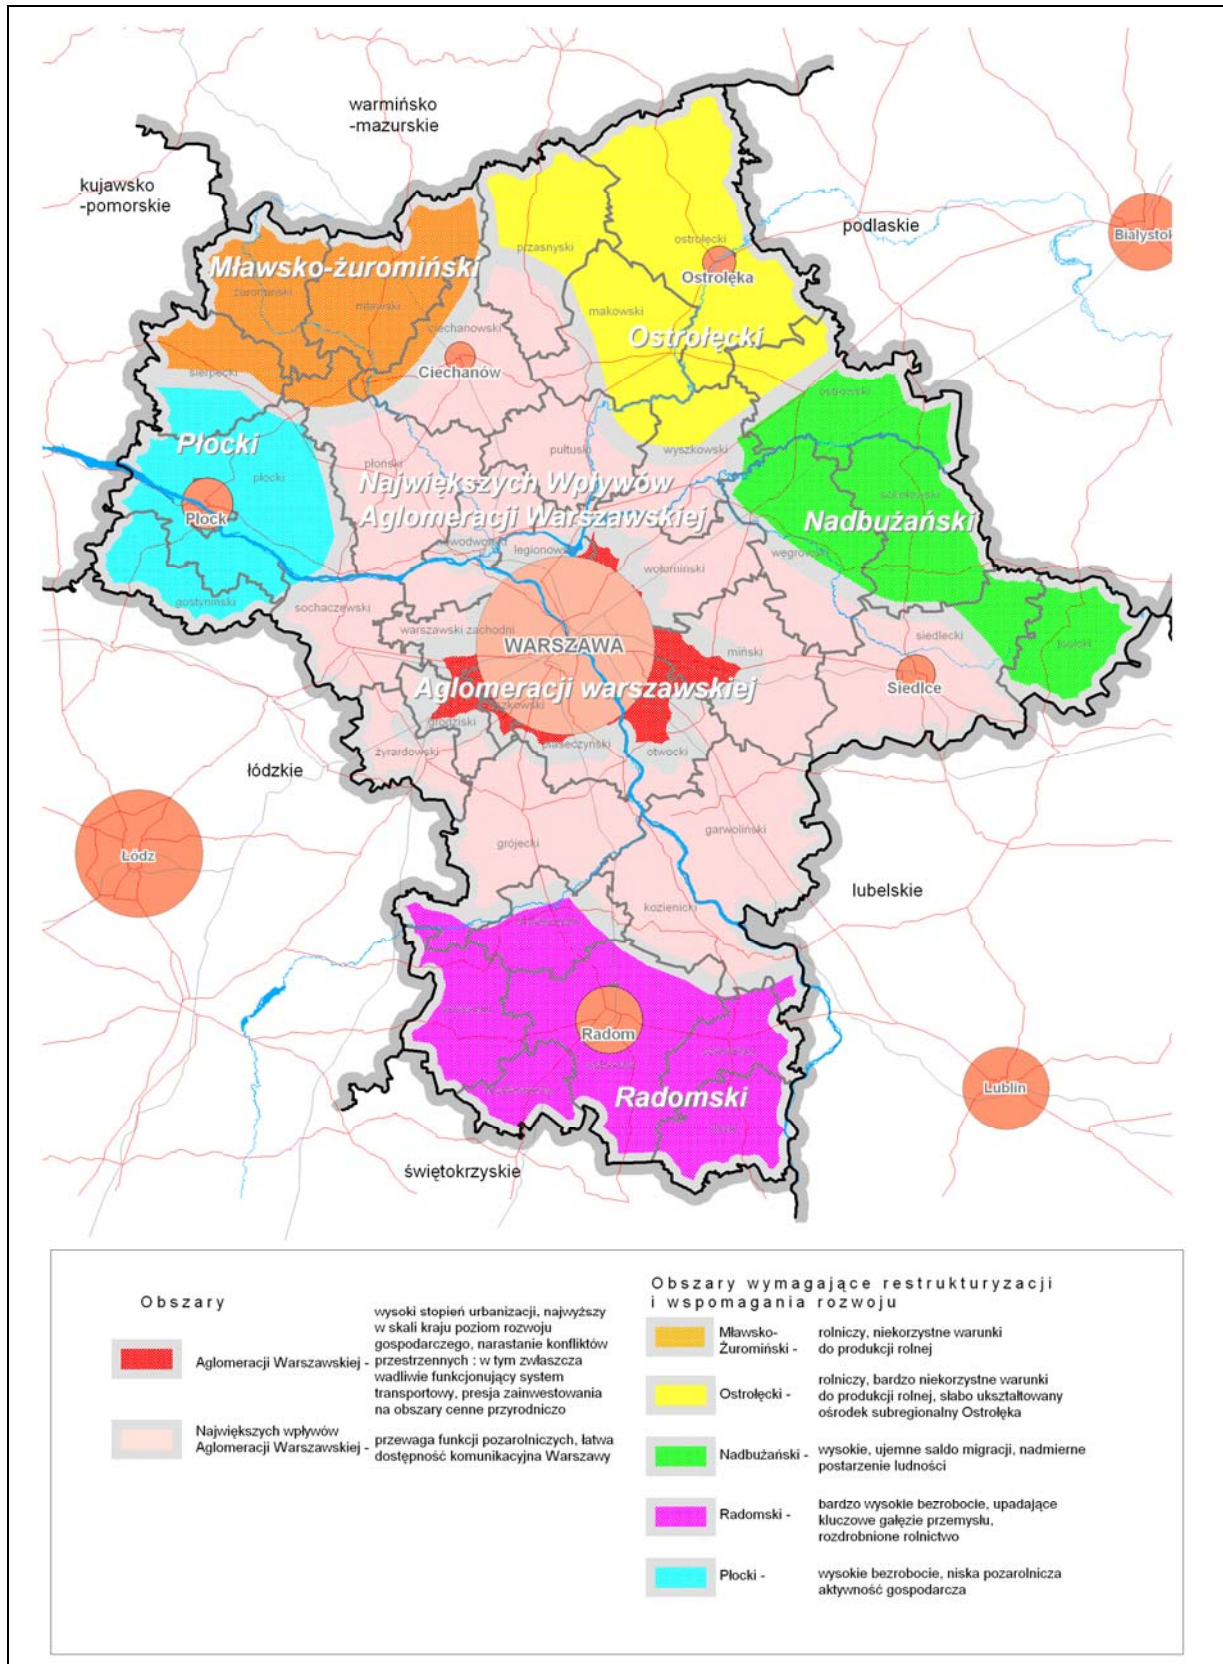 warmińsko
-mazurskie
kujawsko
-pomorskie
podlaskie
Białystok
Mławsko-żuromiński
żuromiński
mławski
przasnyski
ostrołęcki
Ostrołęka
makowski
Ostrołęcki
ciechanowski
Ciechanów
sierpecki
ostrowski
Płocki
płocki
Płock
płoński
pułtuski
wyszkowski
Największych Wpływów
Aglomeracji Warszawskiej
sokołowski
Nadbużański
nowodworski
legionowski
wołomiński
węgrowski
gostyniński
sochaczewski
warszawski zachodni
WARSZAWA
miński
siedlecki
łosicki
Siedlce
Aglomeracji warszawskiej
grodziski
piaseczyński
otwocki
żyrardowski
łódzkie
Łódz
garwoliński
grójecki
kozienicki
lubelskie
Radom
Lublin
Radomski
świętokrzyskie
Obszary
Aglomeracji Warszawskiej -
wysoki stopień urbanizacji, najwyższy
w skali kraju poziom rozwoju
gospodarczego, narastanie konfliktów
przestrzennych : w tym zwłaszcza
wadliwie funkcjonujący system
transportowy, presja zainwestowania
na obszary cenne przyrodniczo
Największych wpływów
Aglomeracji Warszawskiej -
przewaga funkcji pozarolniczych, łatwa
dostępność komunikacyjna Warszawy
Obszary wymagające restrukturyzacji
i wspomagania rozwoju
Mławsko-
Żuromiński -
rolniczy, niekorzystne warunki
do produkcji rolnej
Ostrołęcki -
rolniczy, bardzo niekorzystne warunki
do produkcji rolnej, słabo ukształtowany
ośrodek subregionalny Ostrołęka
Nadbużański -
wysokie, ujemne saldo migracji, nadmierne
postarzenie ludności
Radomski -
bardzo wysokie bezrobocie, upadające
kluczowe gałęzie przemysłu,
rozdrobnione rolnictwo
Płocki -
wysokie bezrobocie, niska pozarolnicza
aktywność gospodarcza